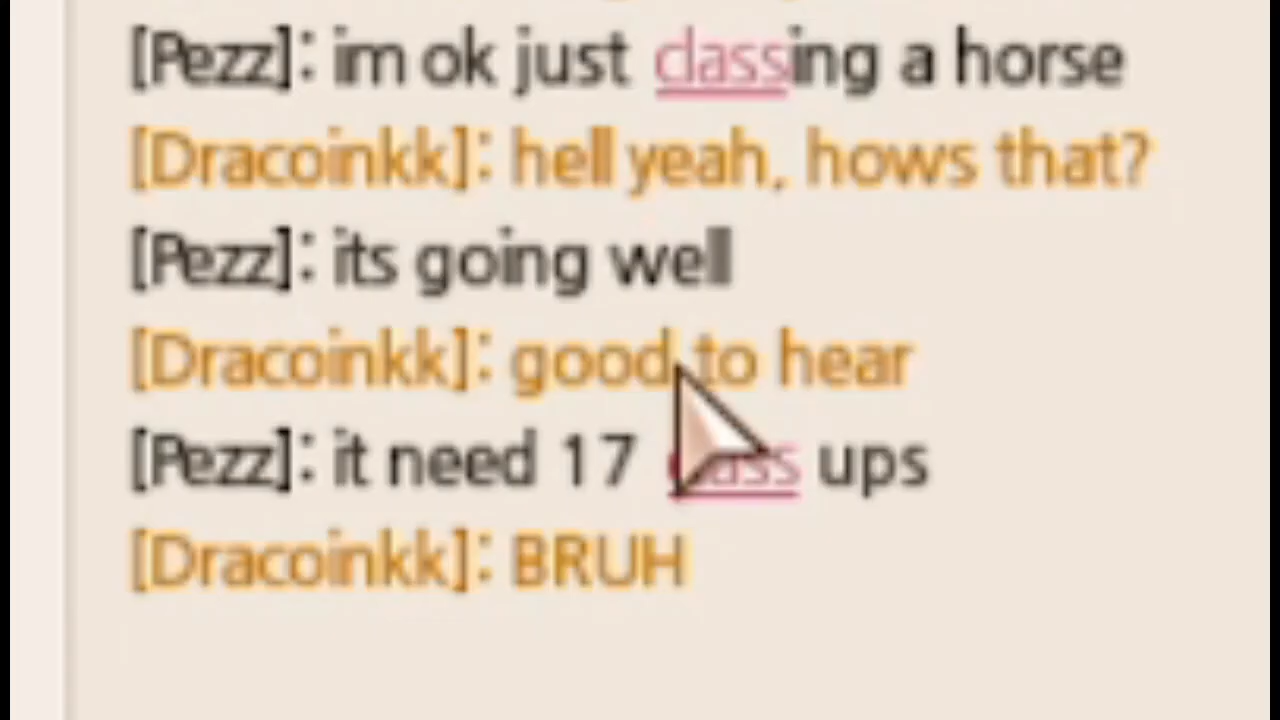 [Pezz]: im ok just classing a horse
[Dracoinkk]: hell yeah, hows that?
[Pezz]: its going well
[Dracoinkk]: good to hear
[Pezz]: it need 17 class ups
[Dracoinkk]: BRUH